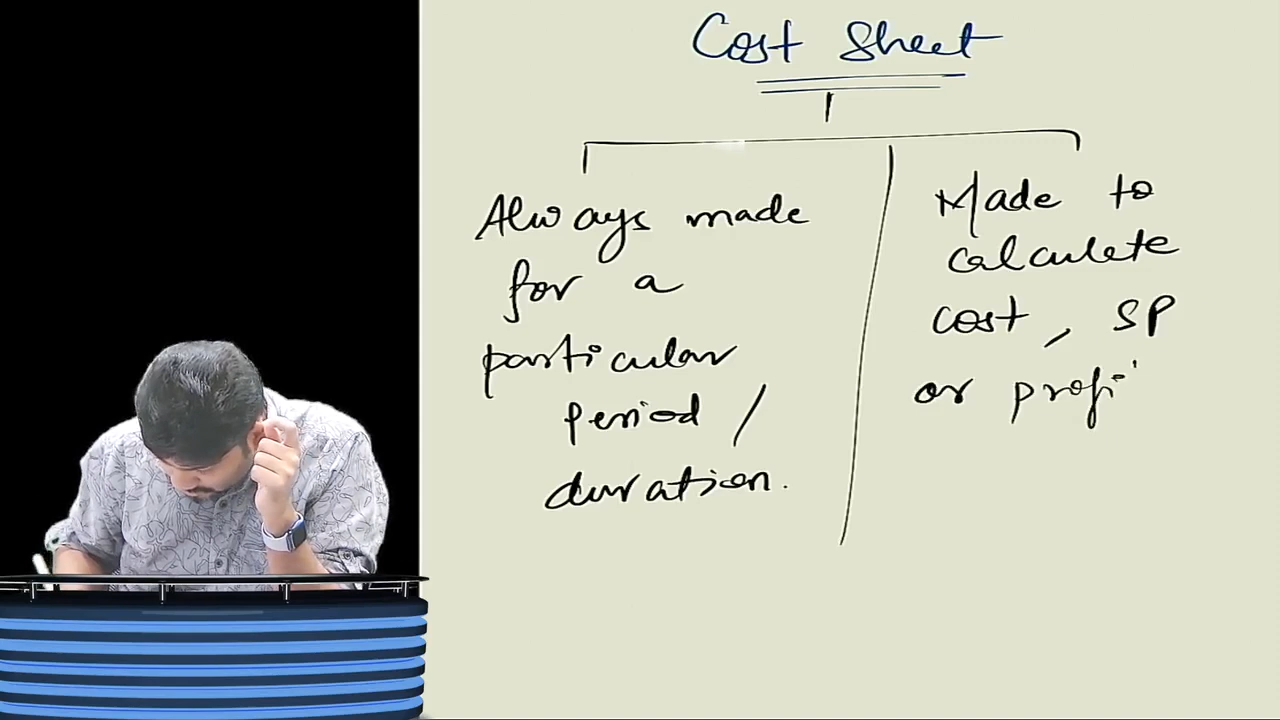 Cost Sheet
Always made
for a
particular
period /
duration.
Made to
calculate
cost, SP
or profi